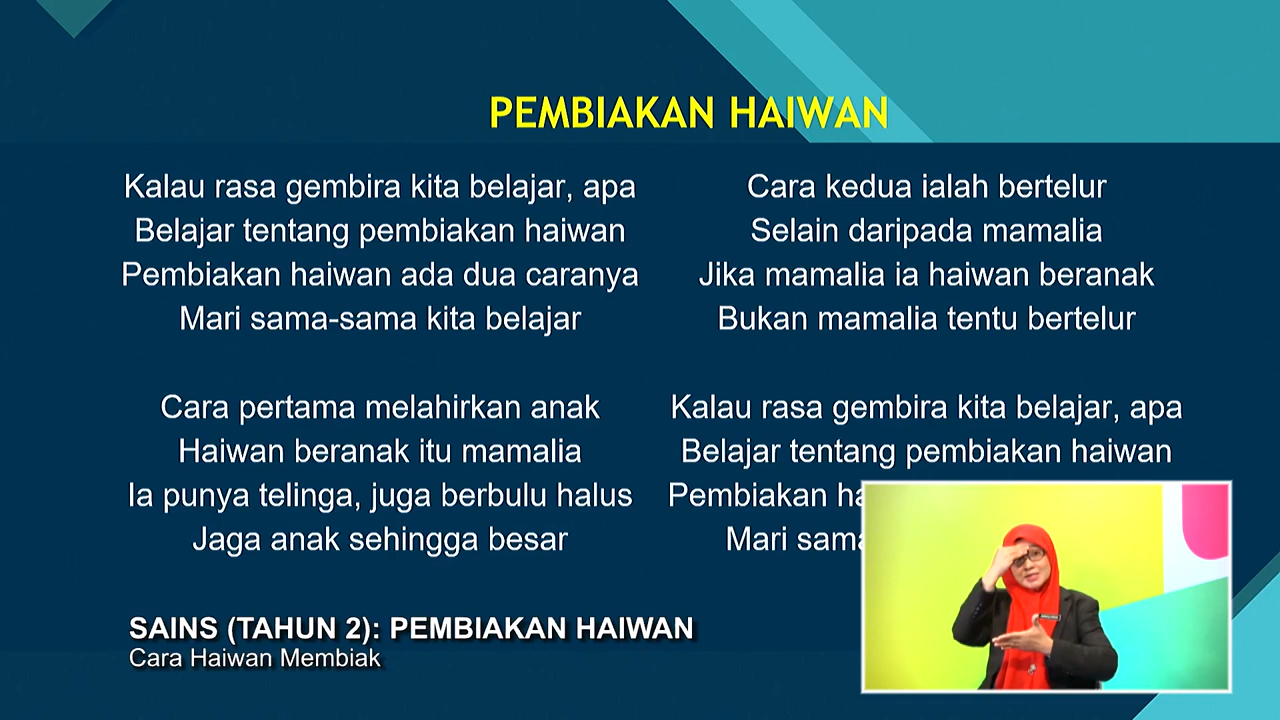 PEMBIAKAN HAIWAN
Kalau rasa gembira kita belajar, apa
Belajar tentang pembiakan haiwan
Pembiakan haiwan ada dua caranya
Mari sama-sama kita belajar
Cara pertama melahirkan anak
Haiwan beranak itu mamalia
Ia punya telinga, juga berbulu halus
Jaga anak sehingga besar
Cara kedua ialah bertelur
Selain daripada mamalia
Jika mamalia ia haiwan beranak
Bukan mamalia tentu bertelur
Kalau rasa gembira kita belajar, apa
Belajar tentang pembiakan haiwan
Pembiakan
Mari
SAINS (TAHUN 2): PEMBIAKAN HAIWAN
Cara Haiwan Membiak